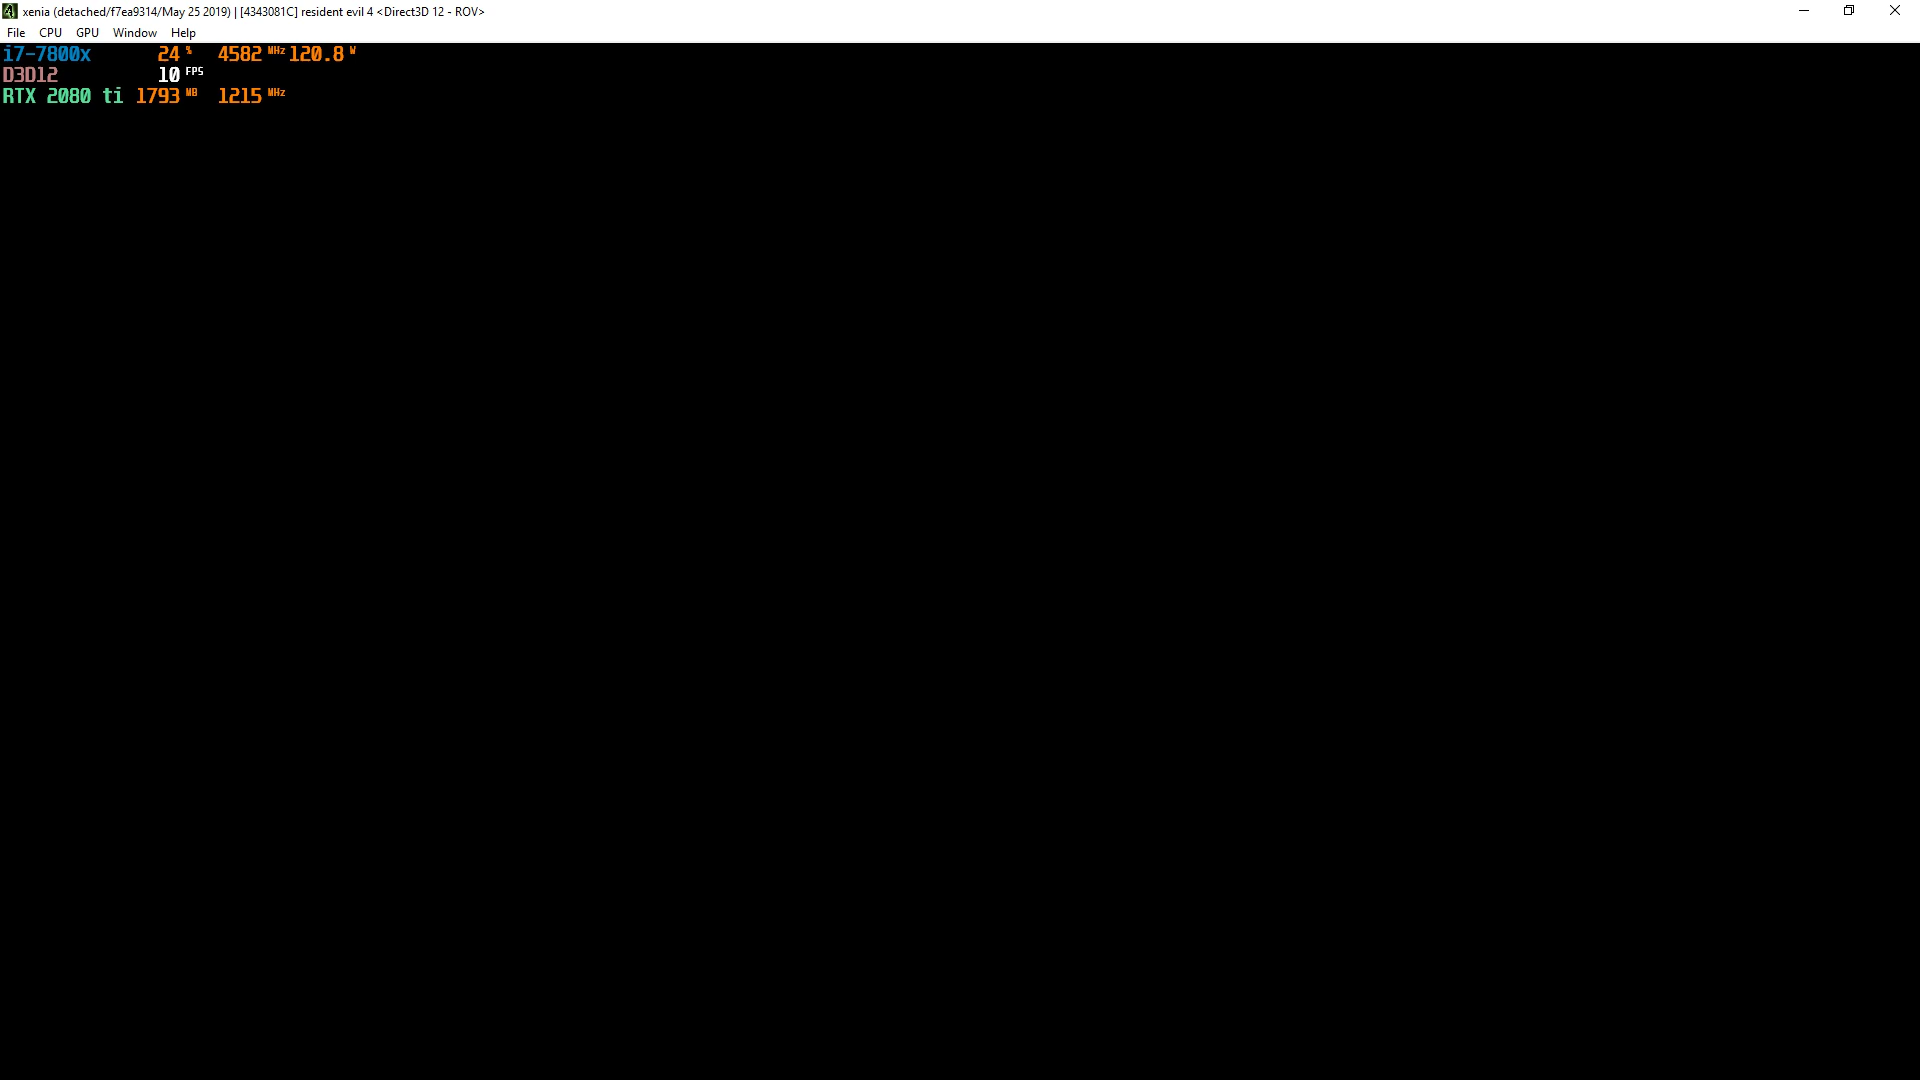 xenia (detached/f7ea9314/May 25 2019) | [4343081C] resident evil 4 <Direct3D 12 - ROV>
File CPU GPU Window Help
i7-7800x 24 % 4582 MHz 120.8 W
D3D12 10 FPS
RTX 2080 ti 1793 MB 1215 MHz